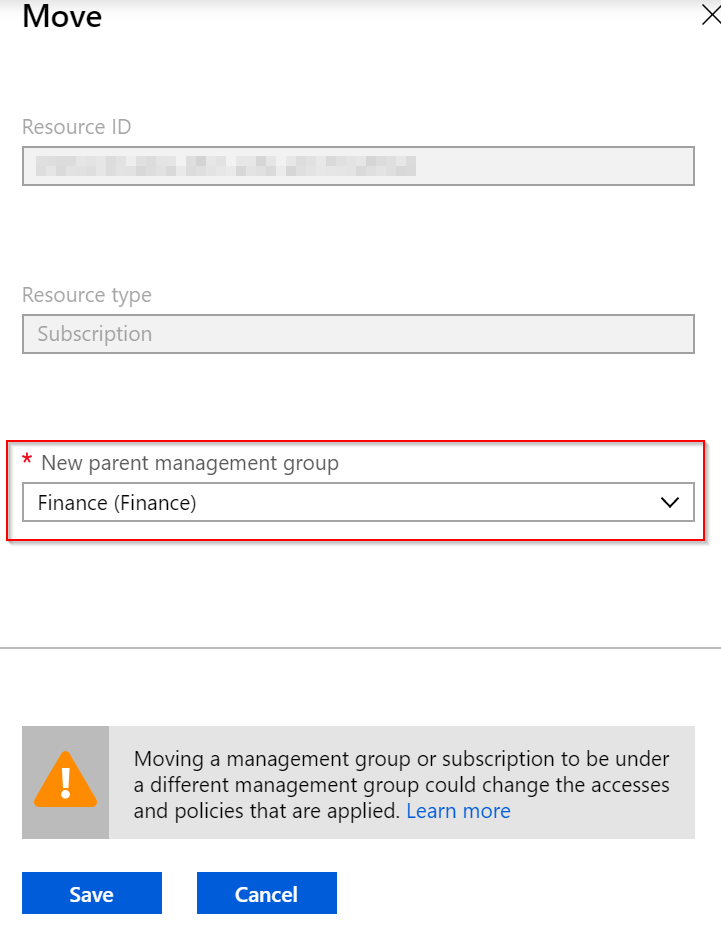 Move
Resource ID
Resource type
Subscription
* New parent management group
Finance (Finance)
Moving a management group or subscription to be under
a different management group could change the accesses
and policies that are applied. Learn more
Save
Cancel